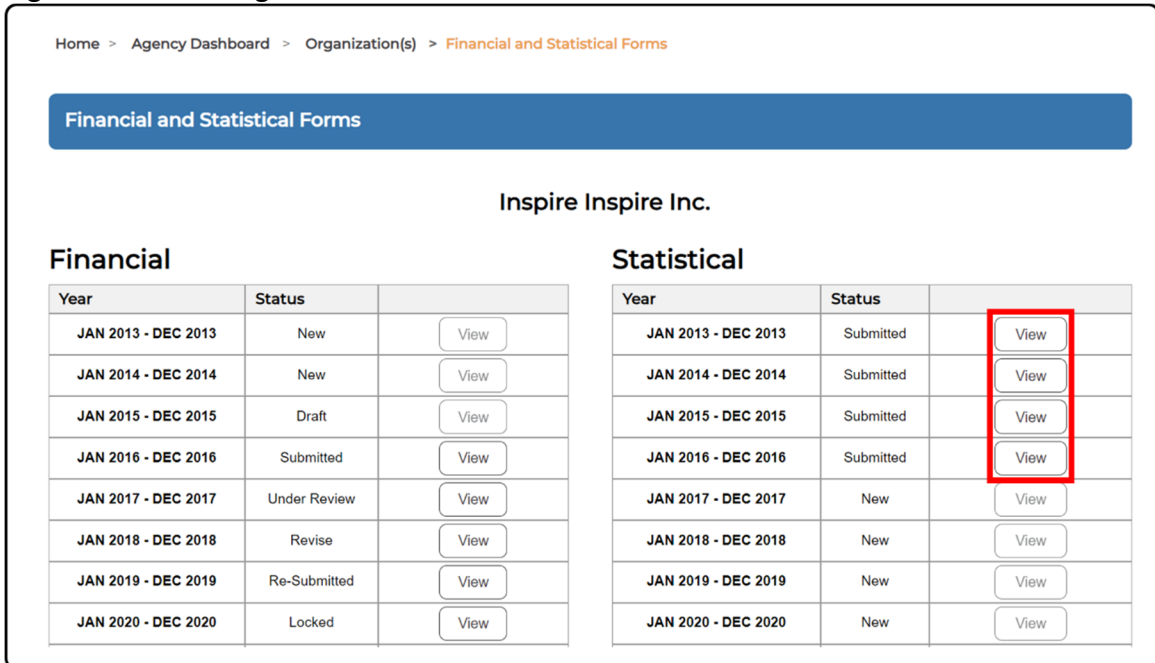 Home > Agency Dashboard > Organization(s) > Financial and Statistical Forms
Financial and Statistical Forms
Inspire Inspire Inc.
Financial
Year Status
JAN 2013 - DEC 2013 New View
JAN 2014 - DEC 2014 New View
JAN 2015 - DEC 2015 Draft View
JAN 2016 - DEC 2016 Submitted View
JAN 2017 - DEC 2017 Under Review View
JAN 2018 - DEC 2018 Revise View
JAN 2019 - DEC 2019 Re-Submitted View
JAN 2020 - DEC 2020 Locked View
Statistical
Year Status
JAN 2013 - DEC 2013 Submitted View
JAN 2014 - DEC 2014 Submitted View
JAN 2015 - DEC 2015 Submitted View
JAN 2016 - DEC 2016 Submitted View
JAN 2017 - DEC 2017 New View
JAN 2018 - DEC 2018 New View
JAN 2019 - DEC 2019 New View
JAN 2020 - DEC 2020 New View